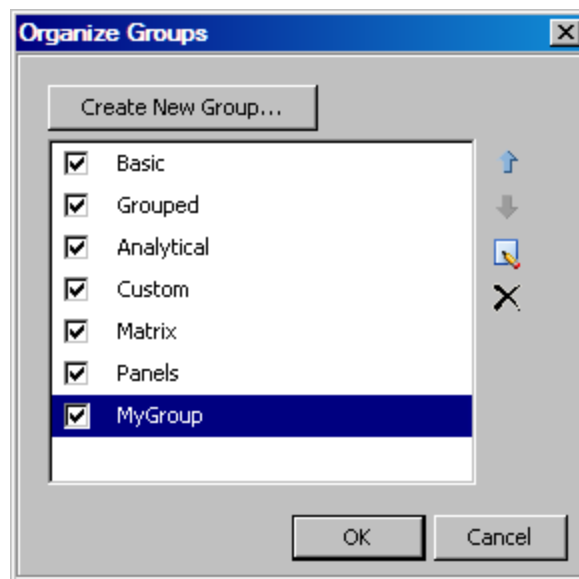 Organize Groups
Create New Group...
Basic
Grouped
Analytical
Custom
Matrix
Panels
MyGroup
OK
Cancel